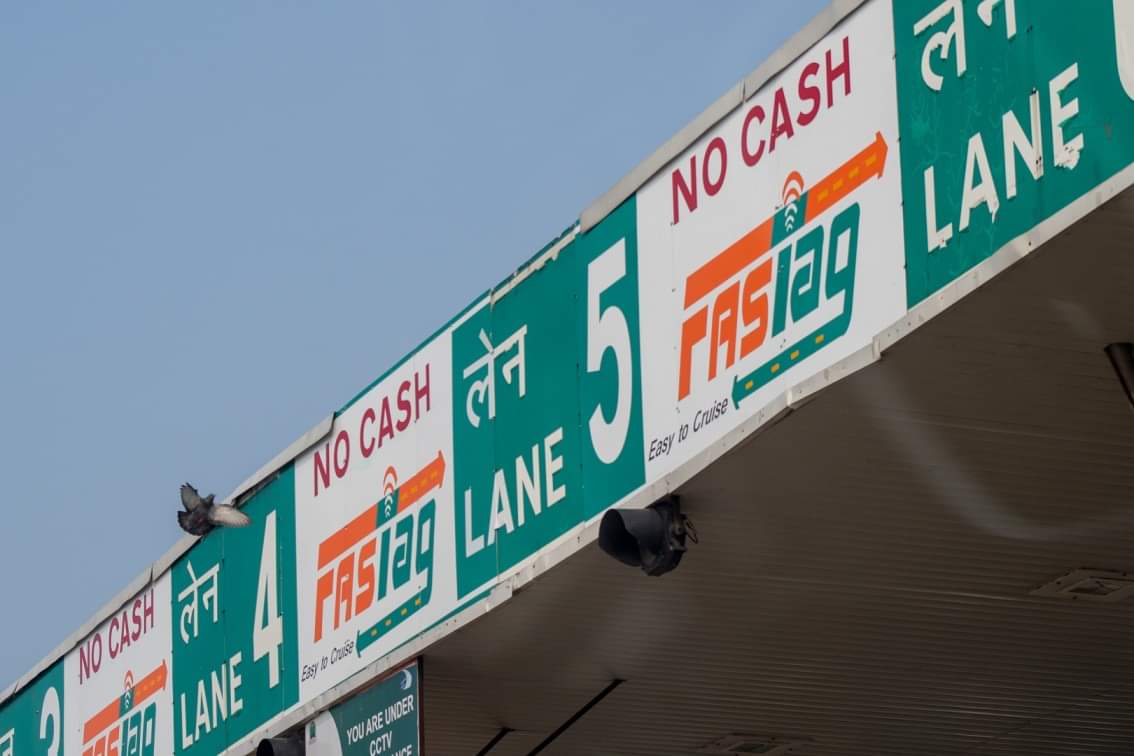 3
NO CASH
FASTag
लेन
LANE 4
NO CASH
FASTag
Easy to Cruise
लेन
LANE 5
NO CASH
FASTag
Easy to Cruise
लेन
LANE
YOU ARE UNDER
CCTV